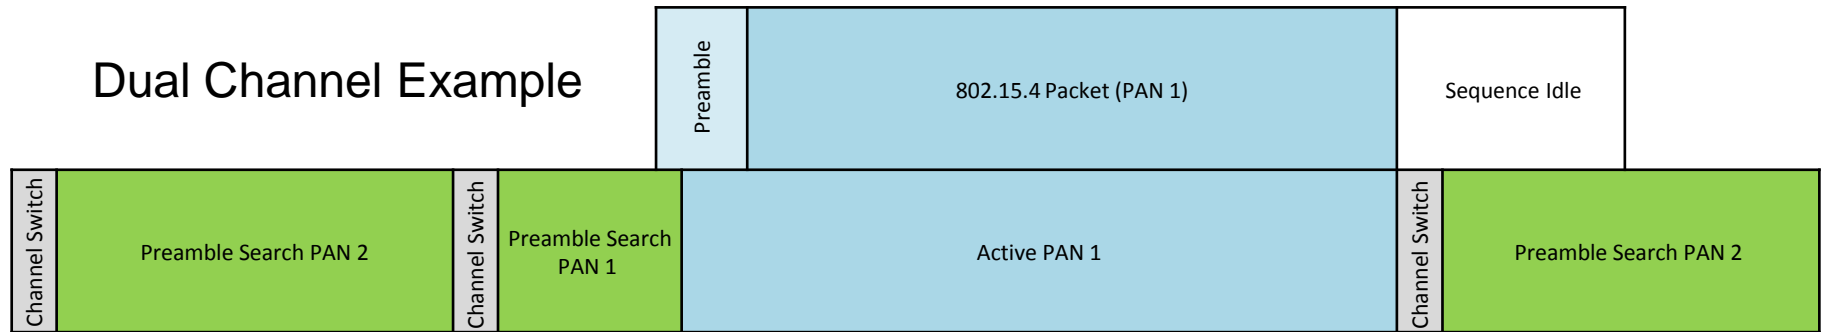 Dual Channel Example
Preamble
802.15.4 Packet (PAN 1)
Sequence Idle
Channel Switch
Preamble Search PAN 2
Channel Switch
Preamble Search
PAN 1
Active PAN 1
Channel Switch
Preamble Search PAN 2